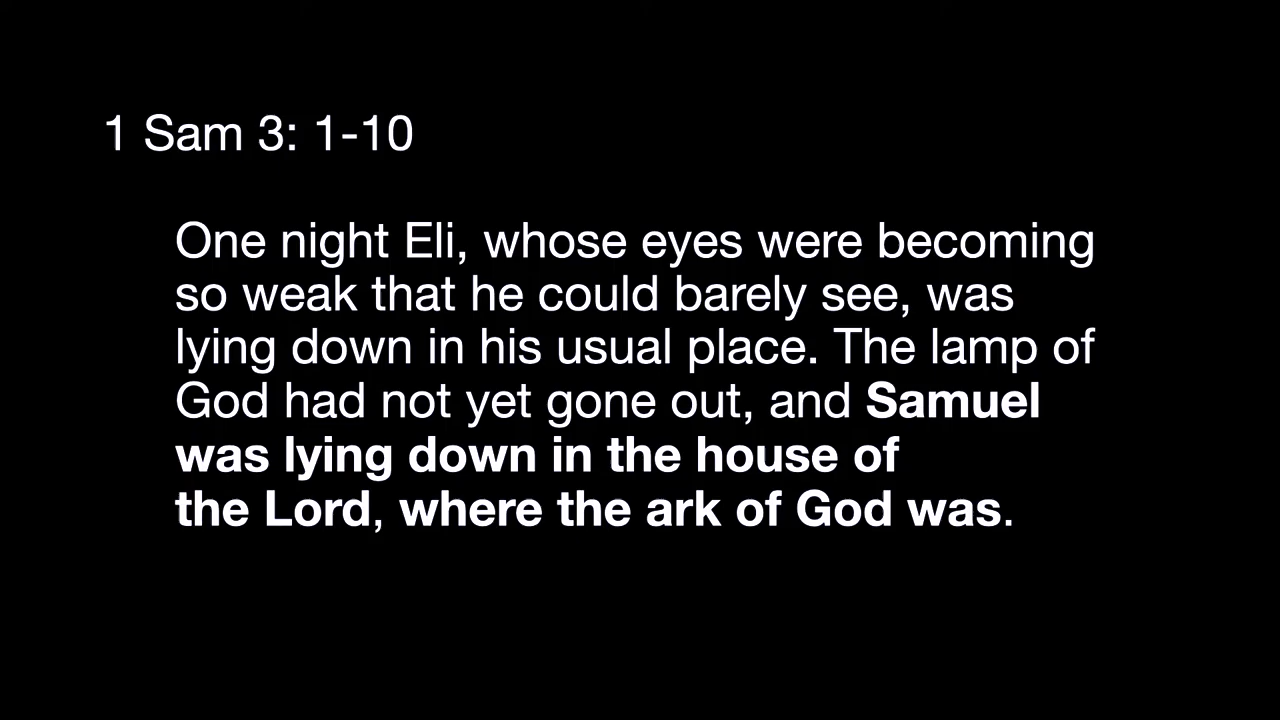 1 Sam 3: 1-10
One night Eli, whose eyes were becoming
so weak that he could barely see, was
lying down in his usual place. The lamp of
God had not yet gone out, and Samuel
was lying down in the house of
the Lord, where the ark of God was.